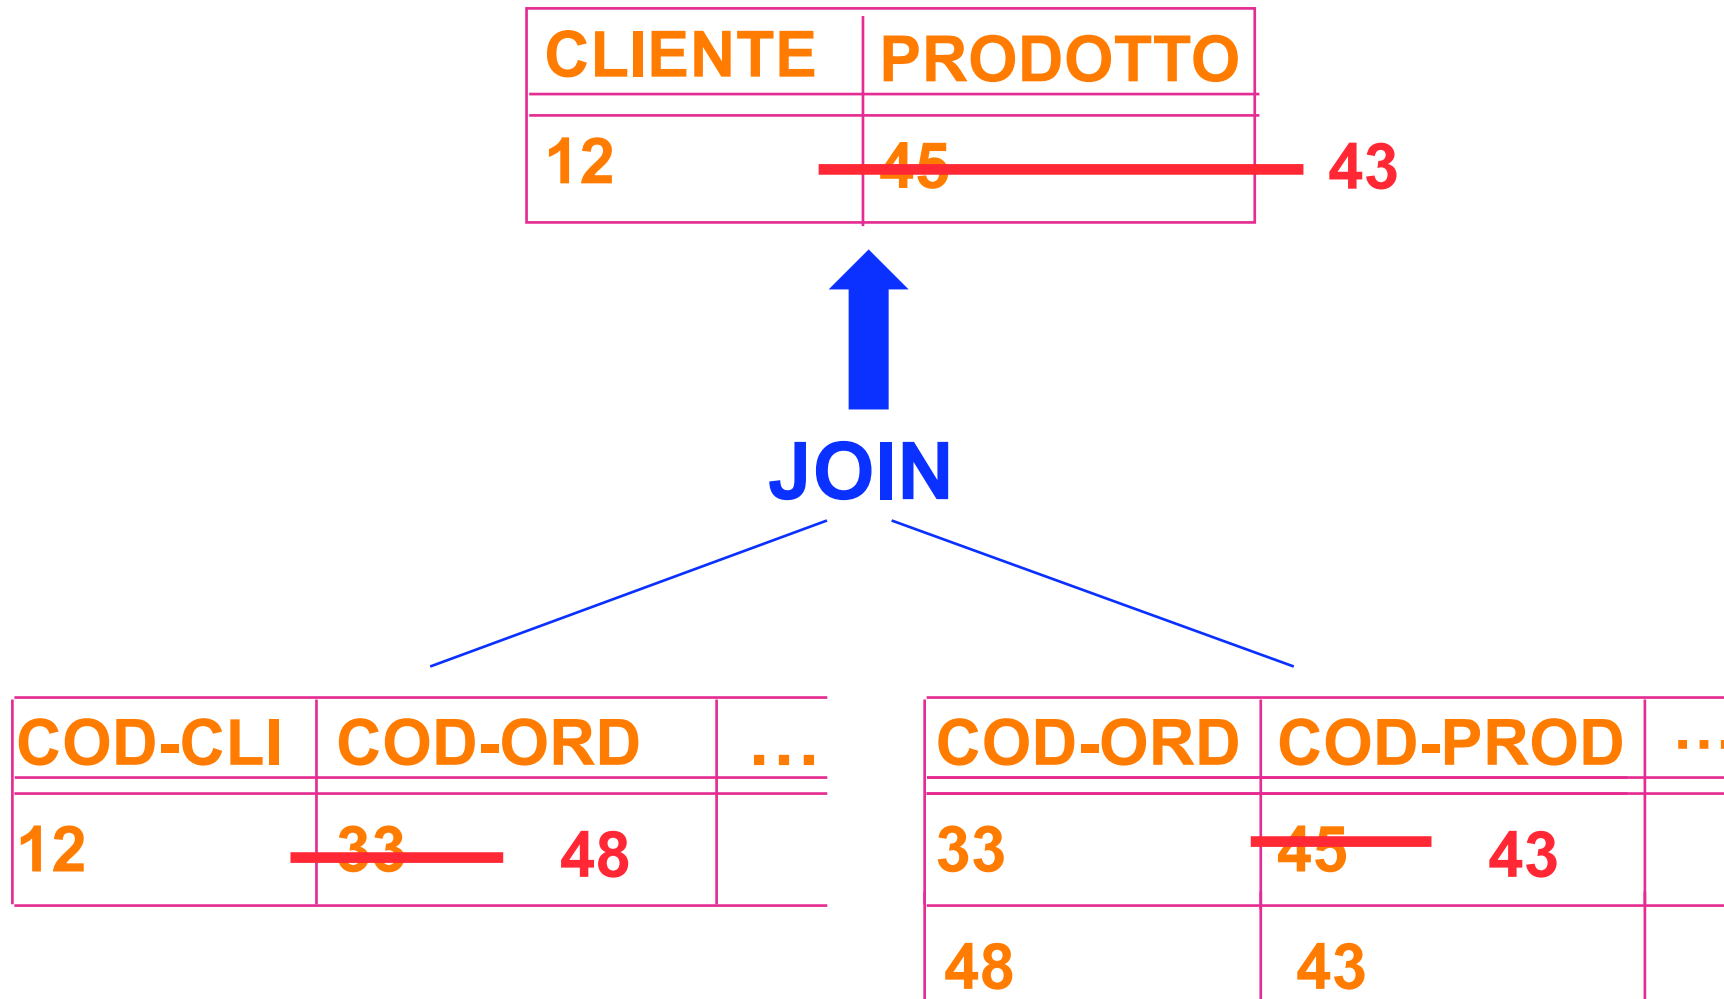 CLIENTE PRODOTTO
12 45 43
JOIN
COD-CLI COD-ORD ... COD-ORD COD-PROD ...
12 33 48 33 45 43
48 43